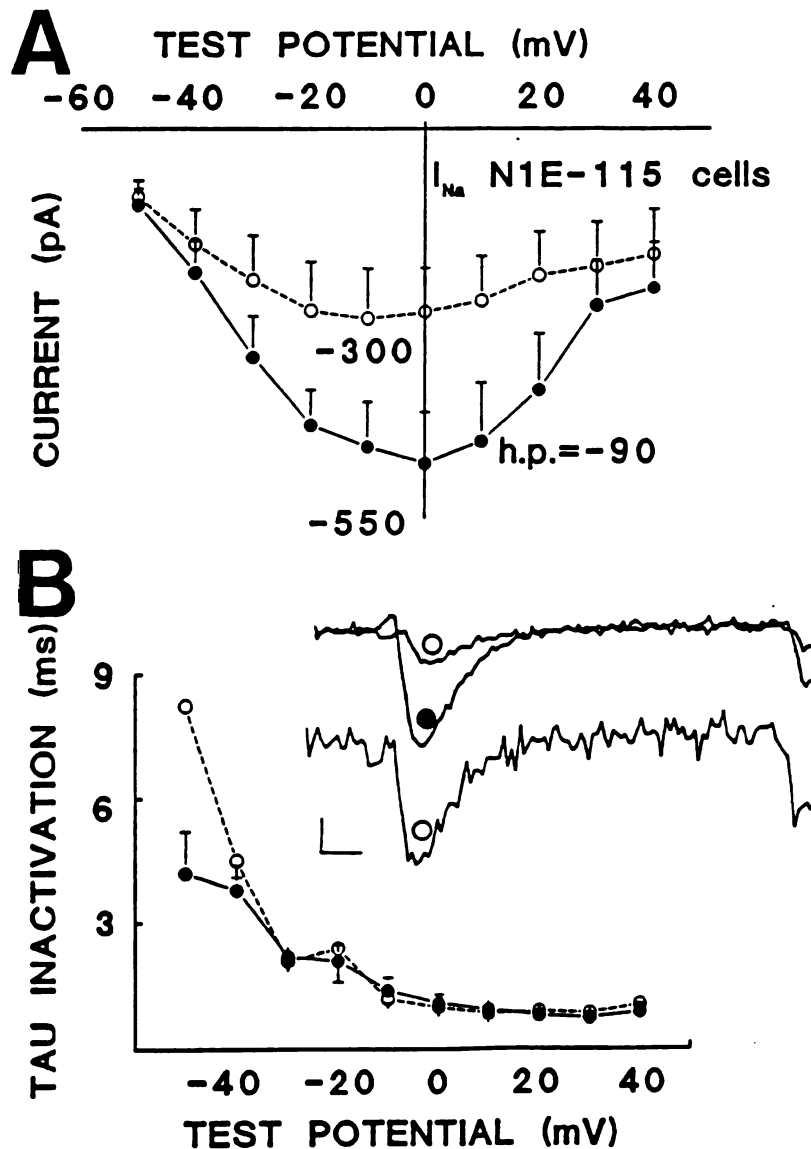 A
TEST POTENTIAL (mV)
-60 -40 -20 0 20 40
I Na N1E-115 cells
CURRENT (pA)
-300
h.p.=-90
-550
B
TAU INACTIVATION (ms)
9
6
3
-40 -20 0 20 40
TEST POTENTIAL (mV)